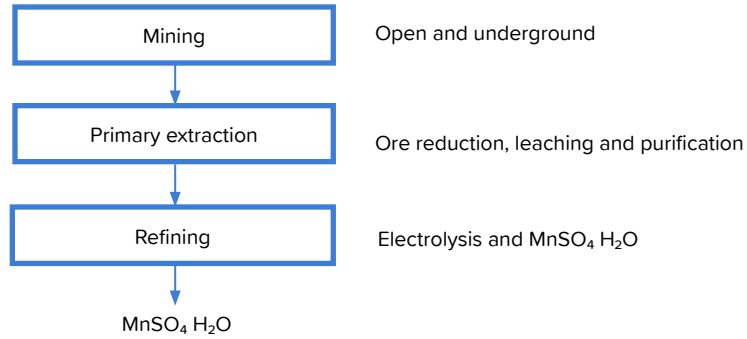 Mining
Open and underground
Primary extraction
Ore reduction, leaching and purification
Refining
Electrolysis and MnSO₄ H₂O
MnSO₄ H₂O